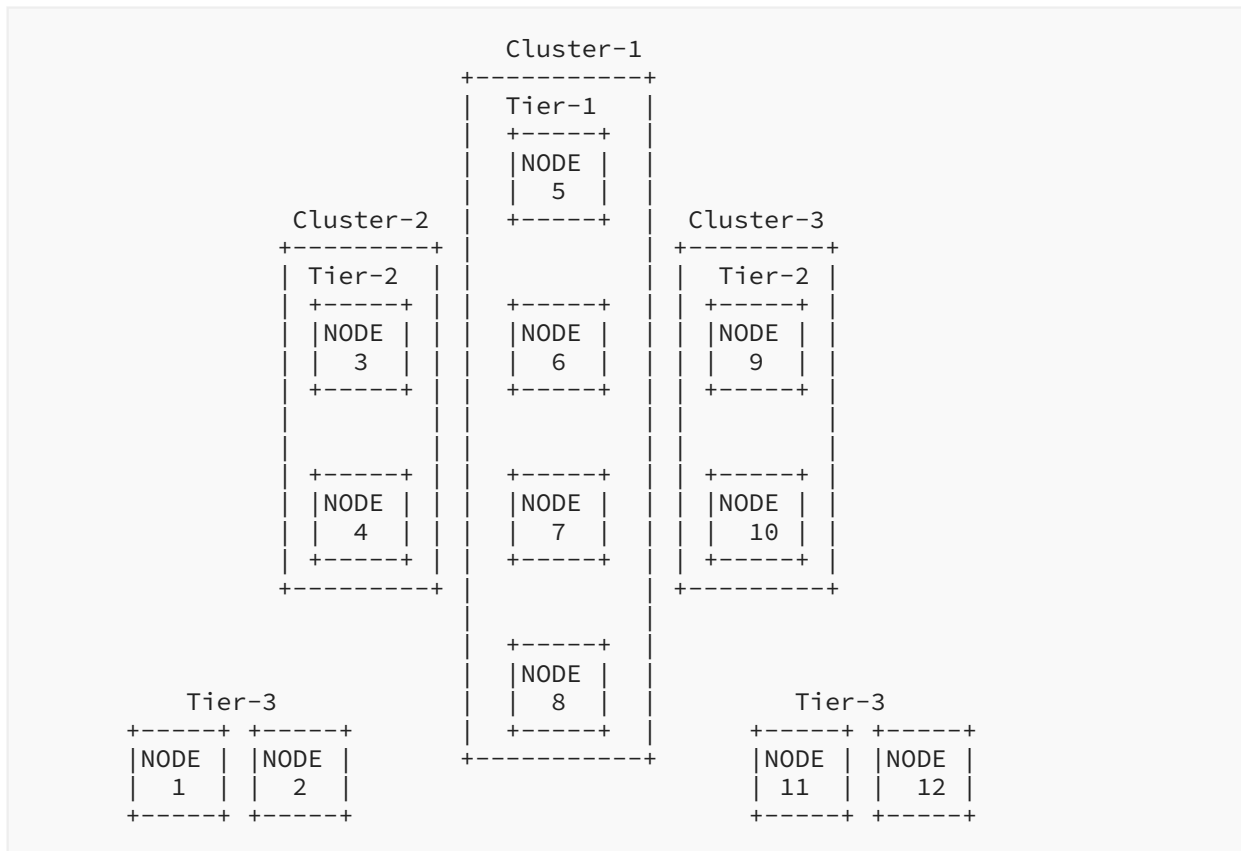 Cluster-1
                            +-----------+
                            |  Tier-1   |
                            |  +-----+  |
                            |  |NODE |  |
                            |  |  5  |  |
                 Cluster-2  |  +-----+  |  Cluster-3
                +---------+ |           | +---------+
                | Tier-2  | |           | |  Tier-2 |
                | +-----+ | |  +-----+  | | +-----+ |
                | |NODE | | |  |NODE |  | | |NODE | |
                | |  3  | | |  |  6  |  | | |  9  | |
                | +-----+ | |  +-----+  | | +-----+ |
                |         | |           | |         |
                |         | |           | |         |
                | +-----+ | |  +-----+  | | +-----+ |
                | |NODE | | |  |NODE |  | | |NODE | |
                | |  4  | | |  |  7  |  | | |  10 | |
                | +-----+ | |  +-----+  | | +-----+ |
                +---------+ |           | +---------+
                            |           |
                            |  +-----+  |
                            |  |NODE |  |
          Tier-3            |  |  8  |  |            Tier-3
      +-----+ +-----+       |  +-----+  |      +-----+ +-----+
      |NODE | |NODE |       +-----------+      |NODE | |NODE |
      |  1  | |  2  |                          | 11  | |  12 |
      +-----+ +-----+                          +-----+ +-----+